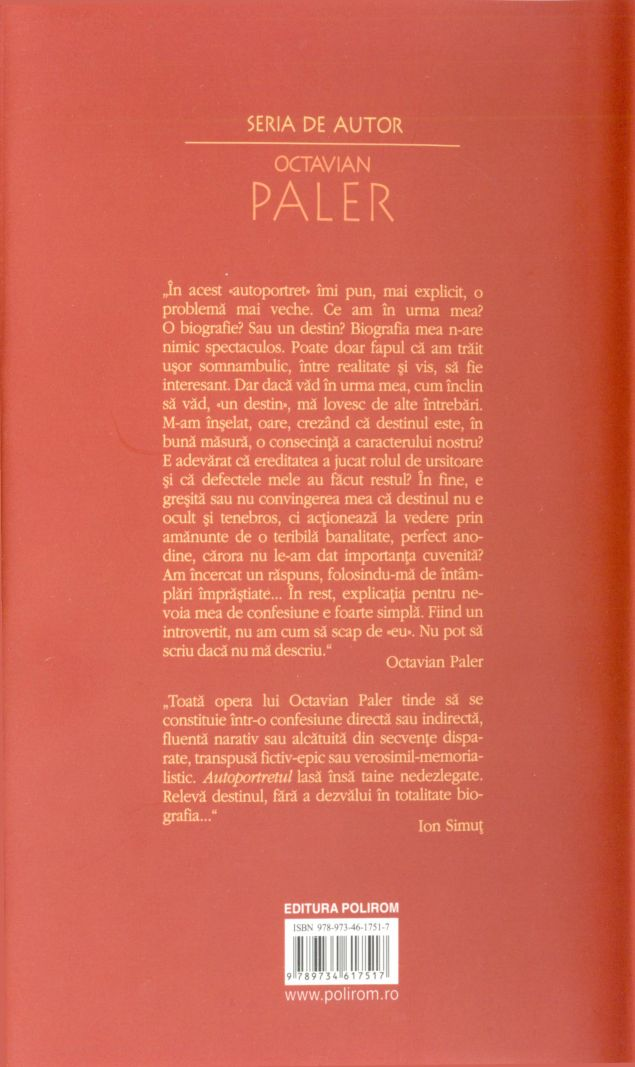 SERIA DE AUTOR
OCTAVIAN
PALER
„În acest «autoportret» îmi pun, mai explicit, o
problemă mai veche. Ce am în urma mea?
O biografie? Sau un destin? Biografia mea n-are
nimic spectaculos. Poate doar fapul că am trăit
uşor somnambulic, între realitate şi vis, să fie
interesant. Dar dacă văd în urma mea, cum înclin
să văd, «un destin», mă lovesc de alte întrebări.
M-am înşelat, oare, crezând că destinul este, în
bună măsură, o consecinţă a caracterului nostru?
E adevărat că ereditatea a jucat rolul de ursitoare
şi că defectele mele au făcut restul? În fine, e
greşită sau nu convingerea mea că destinul nu e
ocult şi tenebros, ci acţionează la vedere prin
amănunte de o teribilă banalitate, perfect ano-
dine, cărora nu le-am dat importanţa cuvenită?
Am încercat un răspuns, folosindu-mă de întâm-
plări împrăştiate... În rest, explicaţia pentru ne-
voia mea de confesiune e foarte simplă. Fiind un
introvertit, nu am cum să scap de «eu». Nu pot să
scriu dacă nu mă descriu.“
Octavian Paler
„Toată opera lui Octavian Paler tinde să se
constituie într-o confesiune directă sau indirectă,
fluentă narativ sau alcătuită din secvenţe dispa-
rate, transpusă fictiv-epic sau verosimil-memoria-
listic. Autoportretul lasă însă taine nedezlegate.
Relevă destinul, fără a dezvălui în totalitate bio-
grafia...“
Ion Simuţ
EDITURA POLIROM
ISBN 978-973-46-1751-7
9 789734 617517
www.polirom.ro